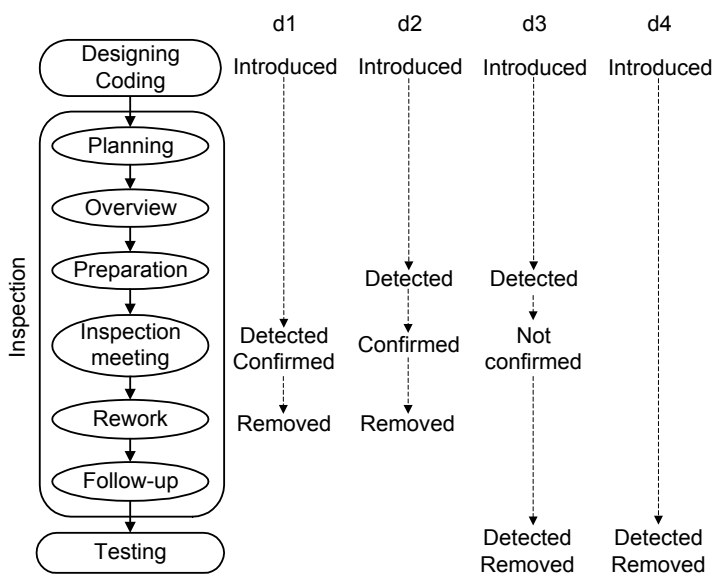 d1 d2 d3 d4
Designing
Coding
Introduced Introduced Introduced Introduced
Planning
Overview
Preparation
Detected Detected
Inspection
Inspection
meeting
Detected
Confirmed
Confirmed
Not
confirmed
Rework
Removed Removed
Follow-up
Testing
Detected
Removed
Detected
Removed